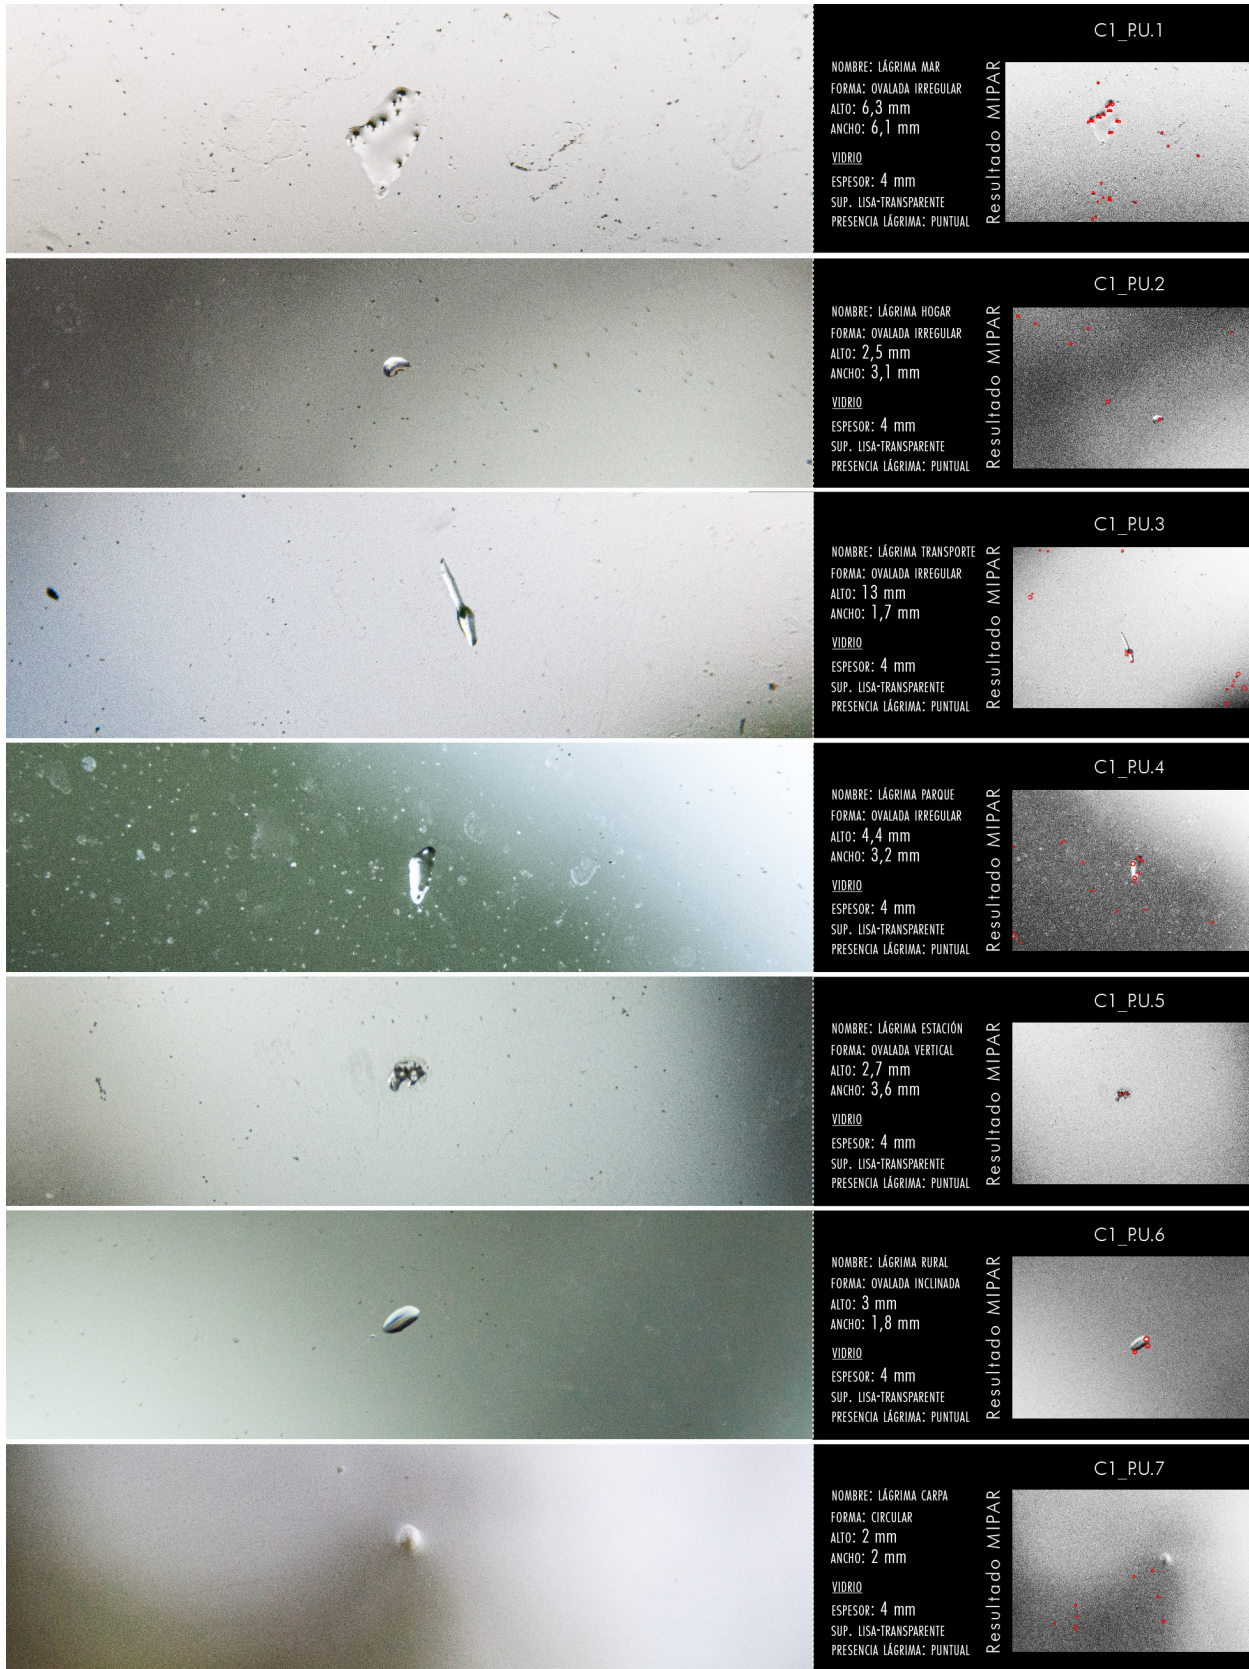 C1_P.U.1
NOMBRE: LÁGRIMA MAR
FORMA: OVALADA IRREGULAR
ALTO: 6,3 mm
ANCHO: 6,1 mm
VIDRIO
ESPESOR: 4 mm
SUP. LISA-TRANSPARENTE
PRESENCIA LÁGRIMA: PUNTUAL
Resultado MIPAR
C1_P.U.2
NOMBRE: LÁGRIMA HOGAR
FORMA: OVALADA IRREGULAR
ALTO: 2,5 mm
ANCHO: 3,1 mm
VIDRIO
ESPESOR: 4 mm
SUP. LISA-TRANSPARENTE
PRESENCIA LÁGRIMA: PUNTUAL
Resultado MIPAR
C1_P.U.3
NOMBRE: LÁGRIMA TRANSPORTE
FORMA: OVALADA IRREGULAR
ALTO: 13 mm
ANCHO: 1,7 mm
VIDRIO
ESPESOR: 4 mm
SUP. LISA-TRANSPARENTE
PRESENCIA LÁGRIMA: PUNTUAL
Resultado MIPAR
C1_P.U.4
NOMBRE: LÁGRIMA PARQUE
FORMA: OVALADA IRREGULAR
ALTO: 4,4 mm
ANCHO: 3,2 mm
VIDRIO
ESPESOR: 4 mm
SUP. LISA-TRANSPARENTE
PRESENCIA LÁGRIMA: PUNTUAL
Resultado MIPAR
C1_P.U.5
NOMBRE: LÁGRIMA ESTACIÓN
FORMA: OVALADA VERTICAL
ALTO: 2,7 mm
ANCHO: 3,6 mm
VIDRIO
ESPESOR: 4 mm
SUP. LISA-TRANSPARENTE
PRESENCIA LÁGRIMA: PUNTUAL
Resultado MIPAR
C1_P.U.6
NOMBRE: LÁGRIMA RURAL
FORMA: OVALADA INCLINADA
ALTO: 3 mm
ANCHO: 1,8 mm
VIDRIO
ESPESOR: 4 mm
SUP. LISA-TRANSPARENTE
PRESENCIA LÁGRIMA: PUNTUAL
Resultado MIPAR
C1_P.U.7
NOMBRE: LÁGRIMA CARPA
FORMA: CIRCULAR
ALTO: 2 mm
ANCHO: 2 mm
VIDRIO
ESPESOR: 4 mm
SUP. LISA-TRANSPARENTE
PRESENCIA LÁGRIMA: PUNTUAL
Resultado MIPAR